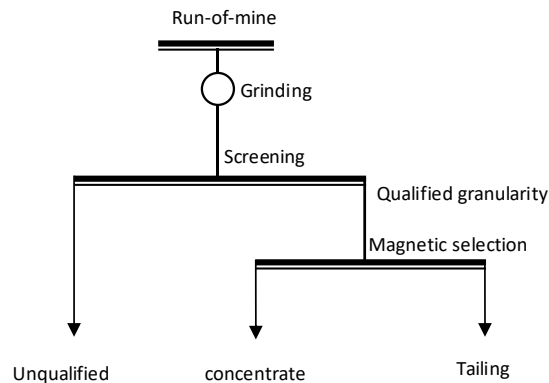 Run-of-mine
Grinding
Screening
Qualified granularity
Magnetic selection
Unqualified
concentrate
Tailing